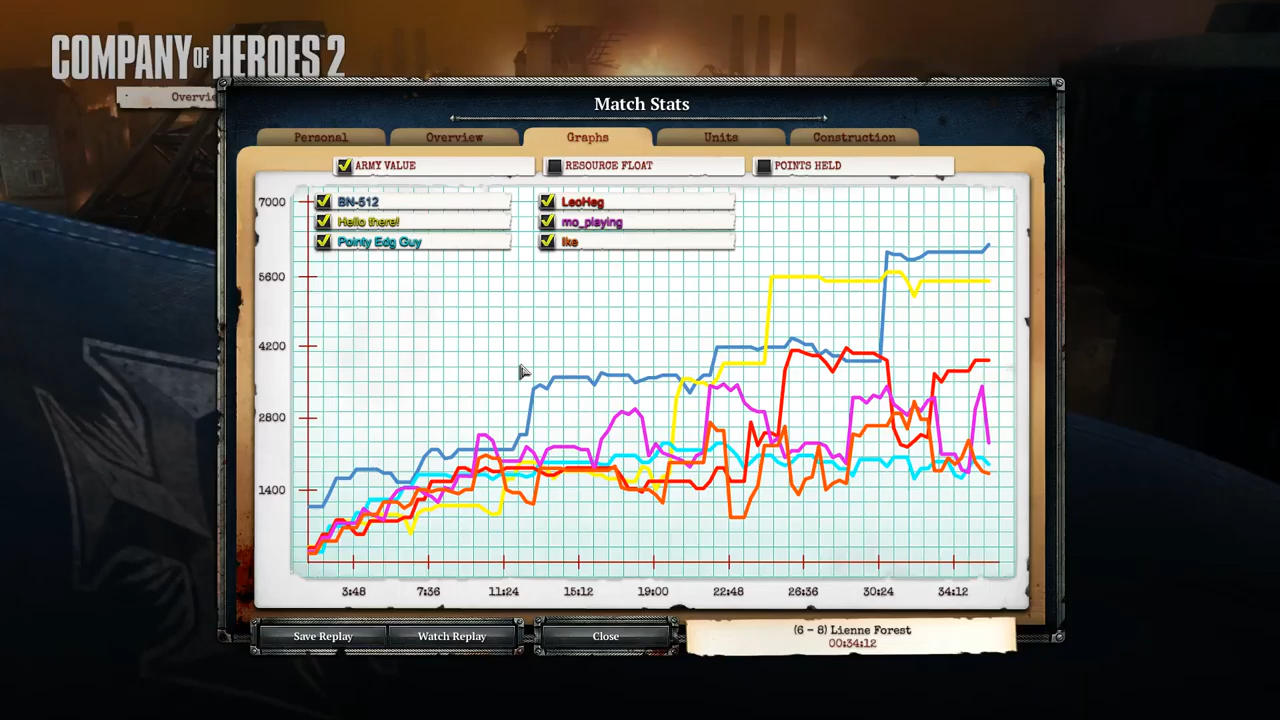 COMPANY OF HEROES 2
Overvie
Match Stats
Personal
Overview
Graphs
Units
Construction
ARMY VALUE
RESOURCE FLOAT
POINTS HELD
BN-512
LeoHeg
Hello there!
mo_playing
Pointy Edg Guy
Ike
7000
5600
4200
2800
1400
3:48
7:36
11:24
15:12
19:00
22:48
26:36
30:24
34:12
Save Replay
Watch Replay
Close
(6 - 8) Lienne Forest
00:34:12